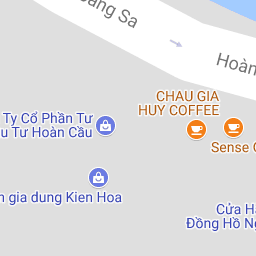 Hoàng Sa
Hoàn
CHAU GIA
HUY COFFEE
Ty Cổ Phần Tư
u Tư Hoàn Cầu
Sense
gia dung Kien Hoa
Cửa H
Đồng Hồ N